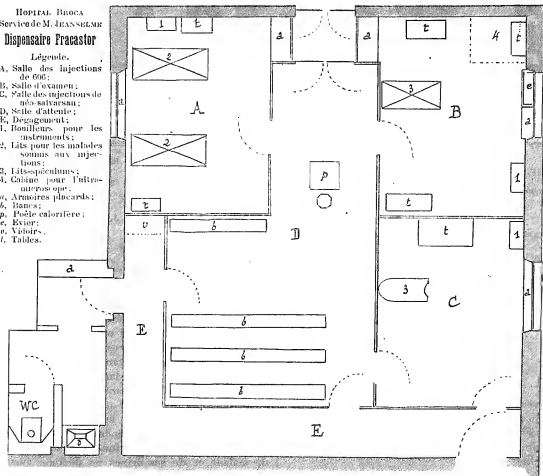 HOPITAL BROCA
Service de M. JEANSELME
Dispensaire Fracastor
Légende.
A, Salle des injections
de 606;
B, Salle d'examen;
C, Salle des injections de
néo-salvarsan;
D, Salle d'attente;
E, Dégagement;
1, Bouilleurs pour les
instruments;
2, Lits pour les malades
soumis aux injec-
tions;
3, Lits-spéculums;
4, Cabine pour l'ultra-
microscope;
a, Armoires placards;
b, Bancs;
p, Poêle calorifère;
e, Evier;
v, Vidoirs,
t, Tables.
1 t a a t 4 t
2 3 e
a A B a
2 p 1
t t
v b D t 1
a 3 a
E b C
b
WC b
v E